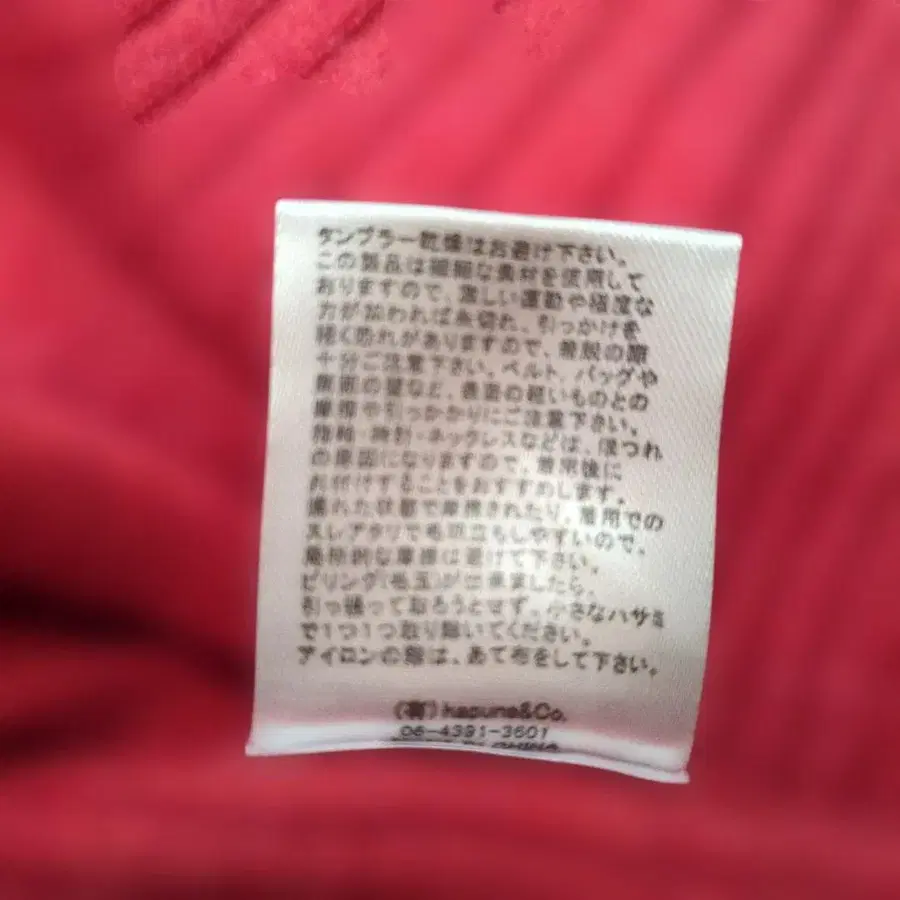 タンブラー乾燥はお避け下さい。
この製品は繊細な素材を使用して
おりますので、激しい運動や極度な
力が加われば糸切れ、引っかけを
招く恐れがありますので、着脱の際
十分ご注意下さい。ベルト、バッグや
壁など、表面の粗いものとの
摩擦や引っかかりにご注意下さい。
指輪・時計・ネックレスなどは、ほつれ
の原因になりますので、着用後に
お付けすることをおすすめします。
濡れた状態で摩擦されたり、着用での
スレアタリで毛羽立ちもしやすいので、
局所的な摩擦は避けて下さい。
ピリング(毛玉)が出来ましたら、
引っ張って取ろうとせず、小さなハサミ
で1つ1つ取り除いてください。
アイロンの際は、あて布をして下さい。
(有)kazuna&Co.
06-4391-3601
CHINA